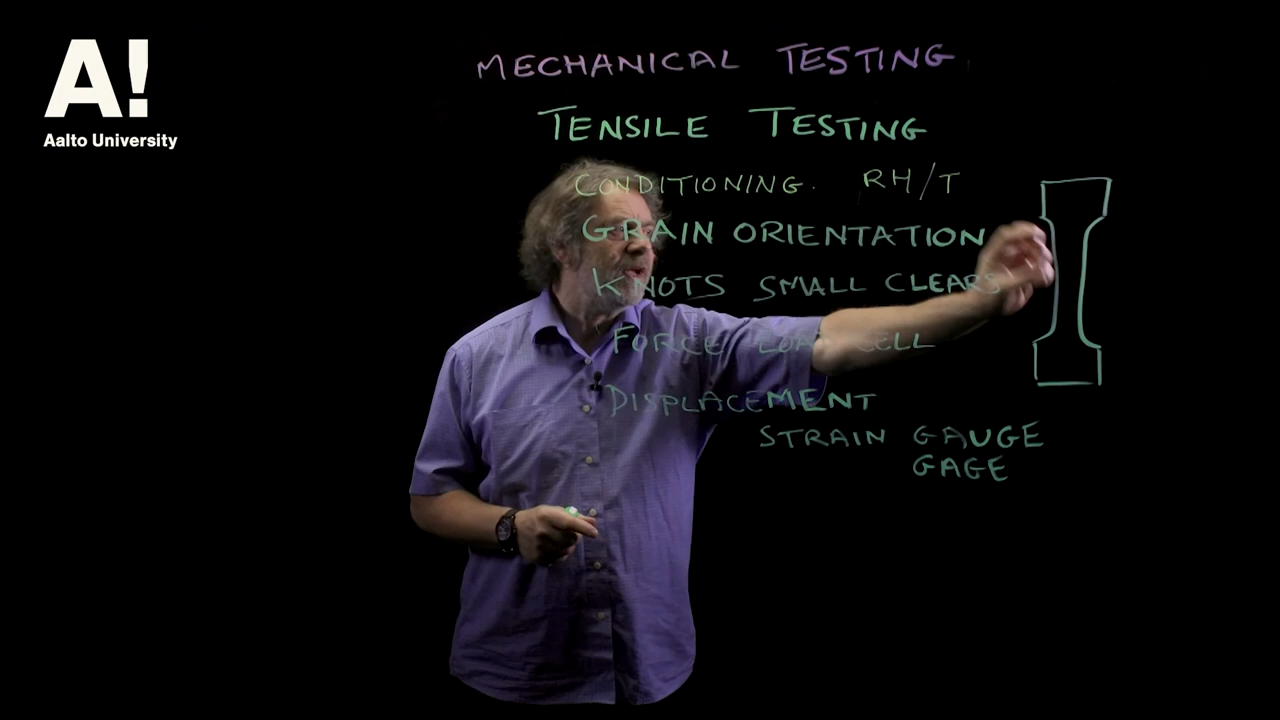 A!
Aalto University
MECHANICAL TESTING
TENSILE TESTING
CONDITIONING. RH/T
GRAIN ORIENTATION
KNOTS SMALL CLEARS
FORCE LOAD CELL
DISPLACEMENT
STRAIN GAUGE
GAGE